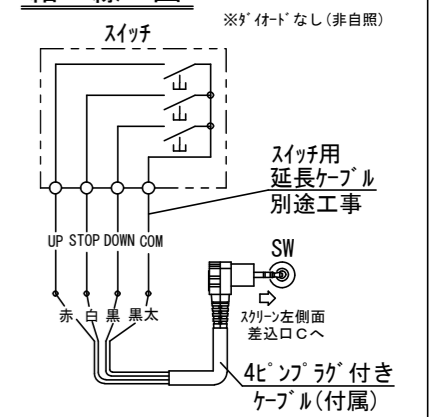 ※ﾀﾞｲｵｰﾄﾞなし(非自照)
スイッチ
スイッチ用
延長ケーブル
別途工事
UP STOP DOWN COM
SW
赤 白 黒 黒太
スクリーン左側面
差込口Cへ
4ピンプラグ付き
ケーブル(付属)